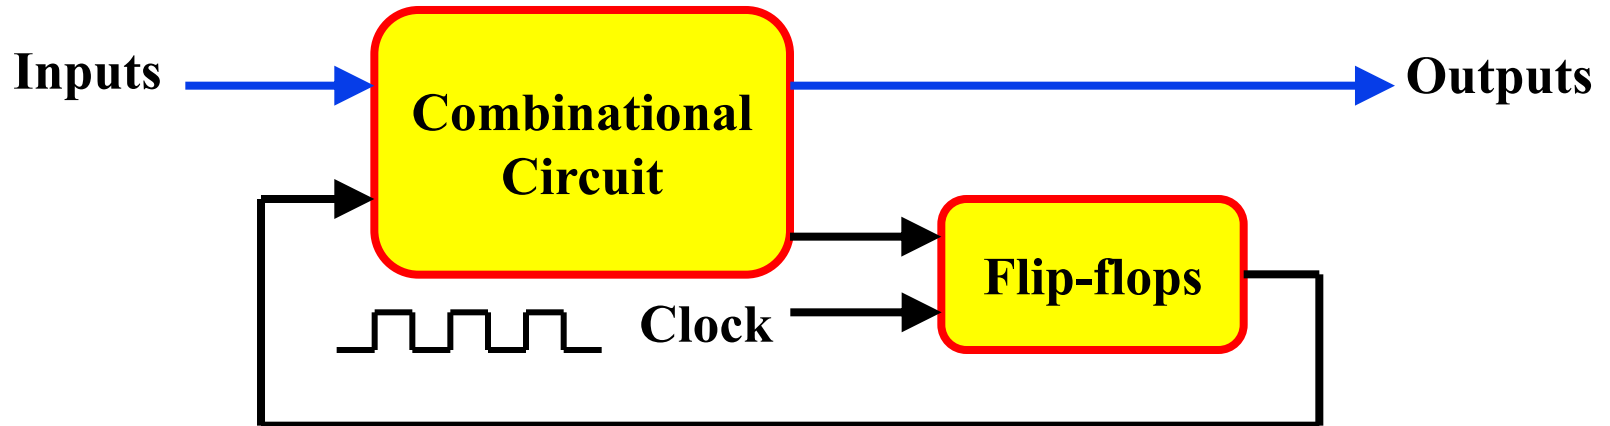 Inputs
Outputs
Combinational
Circuit
Flip-flops
Clock